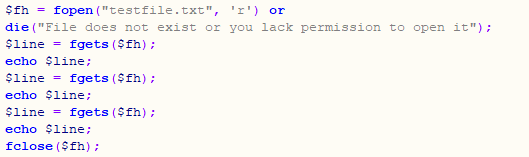 $fh = fopen("testfile.txt", 'r') or
die("File does not exist or you lack permission to open it");
$line = fgets($fh);
echo $line;
$line = fgets($fh);
echo $line;
$line = fgets($fh);
echo $line;
fclose($fh);